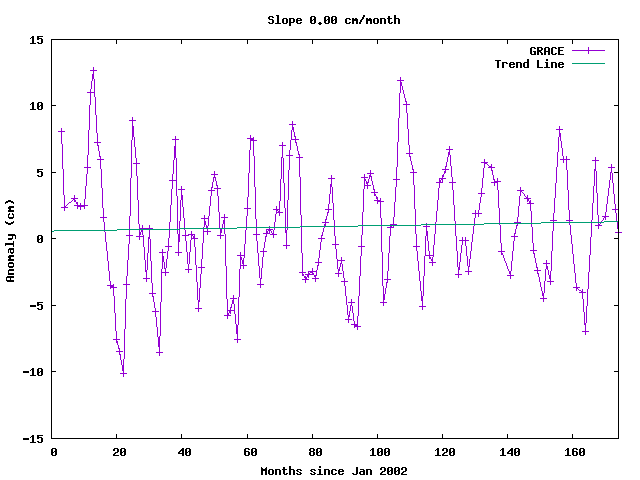 Slope 0.00 cm/month
15
10
5
0
-5
-10
-15
Anomaly (cm)
GRACE
Trend Line
0 20 40 60 80 100 120 140 160
Months since Jan 2002